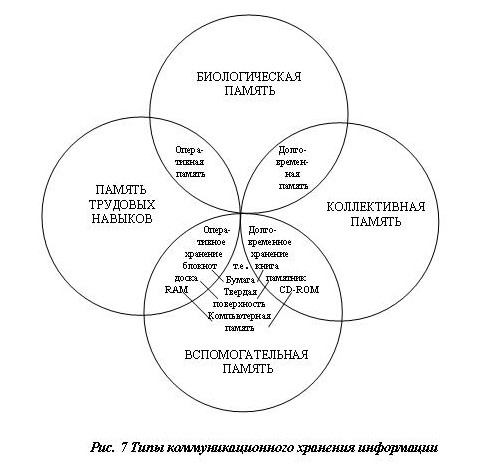 БИОЛОГИЧЕСКАЯ
ПАМЯТЬ
Опера-
тивная
память
Долго-
времен-
ная
память
ПАМЯТЬ
ТРУДОВЫХ
НАВЫКОВ
КОЛЛЕКТИВНАЯ
ПАМЯТЬ
Опера-
тивное
хранение
блокнот
доска
RAM
Долго-
временное
хранение
т.е. книга
памятник
CD-ROM
Бумага
Твердая
поверхность
Компьютерная
память
ВСПОМОГАТЕЛЬНАЯ
ПАМЯТЬ
Рис. 7 Типы коммуникационного хранения информации